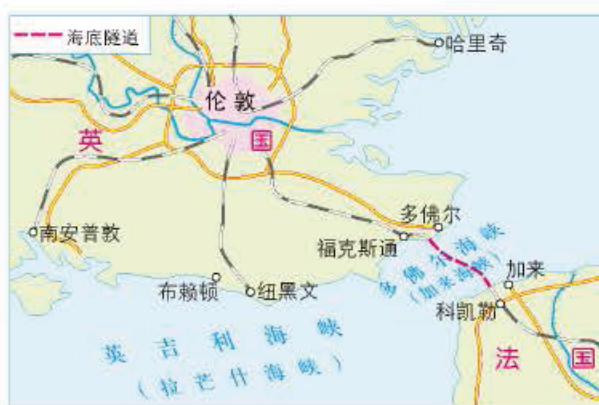 海底隧道
哈里奇
伦敦
英国
南安普敦
多佛尔
福克斯通
多佛尔海峡
(加来海峡)
加来
布赖顿
纽黑文
科凯勒
英吉利海峡
(拉芒什海峡)
法国